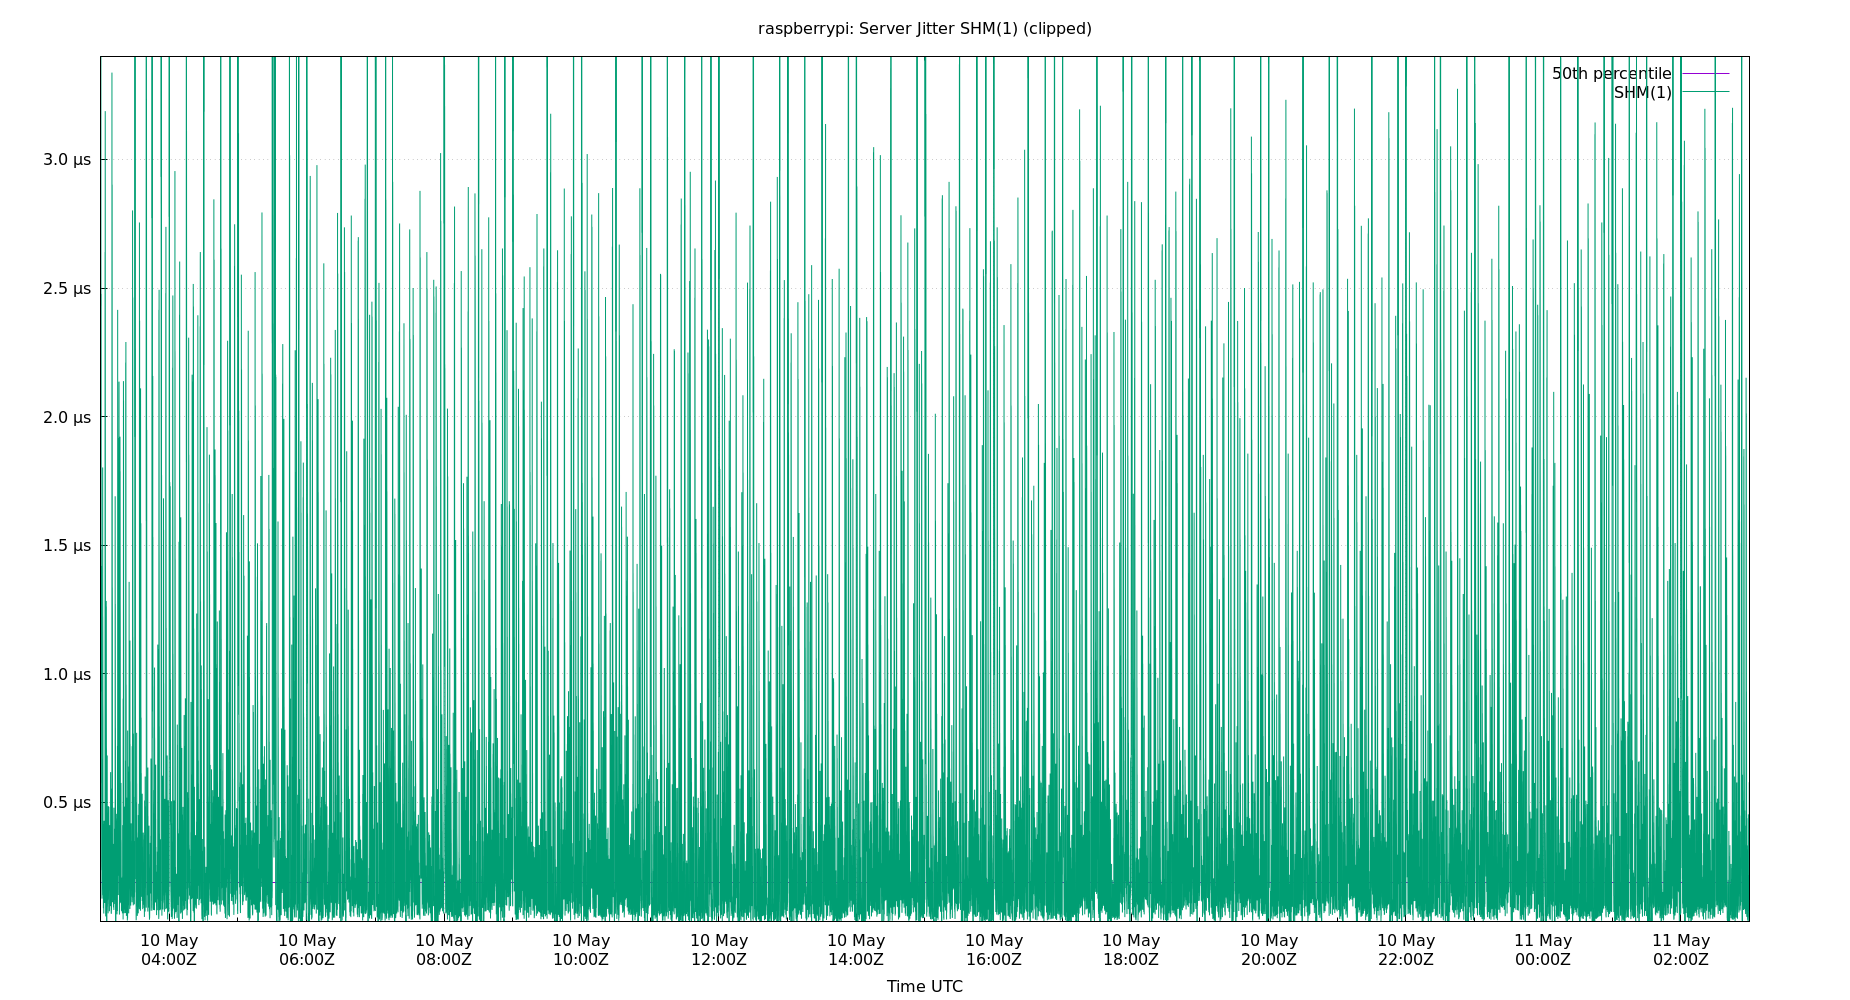 raspberrypi: Server Jitter SHM(1) (clipped)
50th percentile
SHM(1)
3.0 µs
2.5 µs
2.0 µs
1.5 µs
1.0 µs
0.5 µs
10 May 10 May 10 May 10 May 10 May 10 May 10 May 10 May 10 May 10 May 11 May 11 May
04:00Z 06:00Z 08:00Z 10:00Z 12:00Z 14:00Z 16:00Z 18:00Z 20:00Z 22:00Z 00:00Z 02:00Z
Time UTC